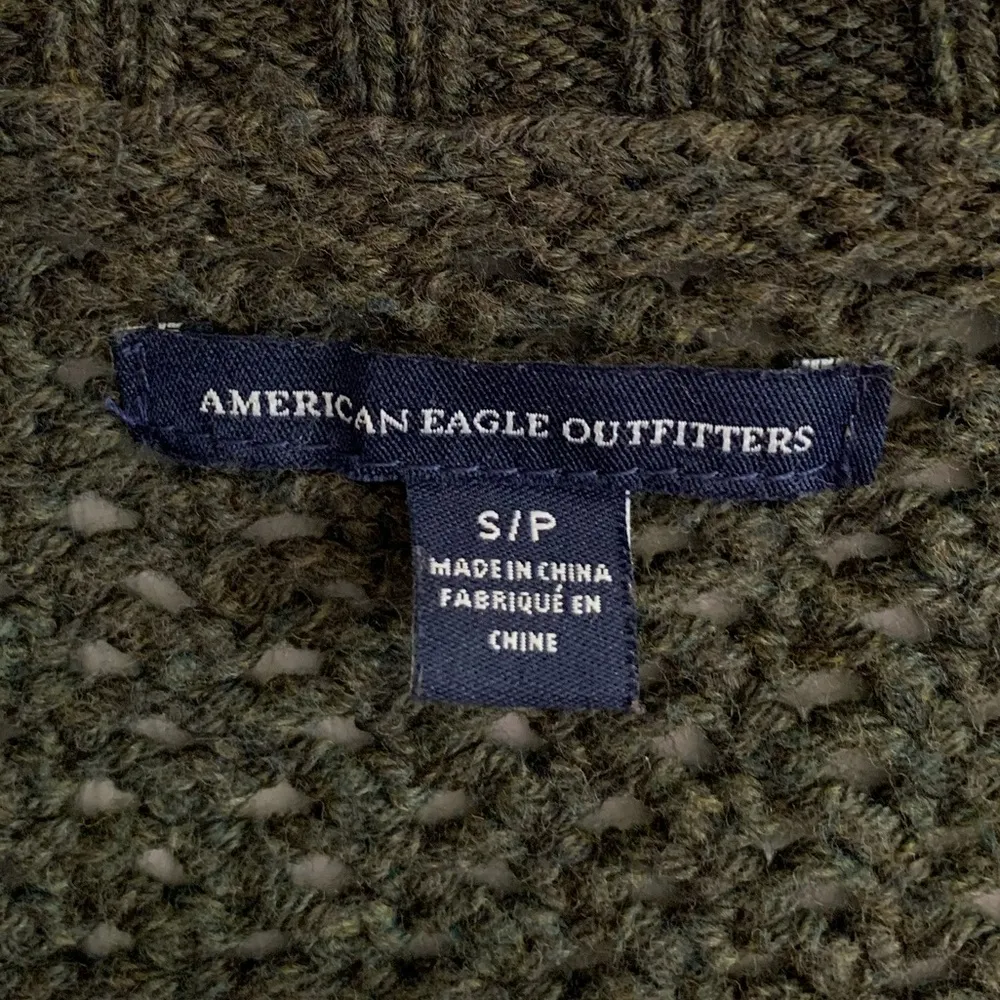 AMERICAN EAGLE OUTFITTERS
S/P
MADE IN CHINA
FABRIQUÉ EN
CHINE